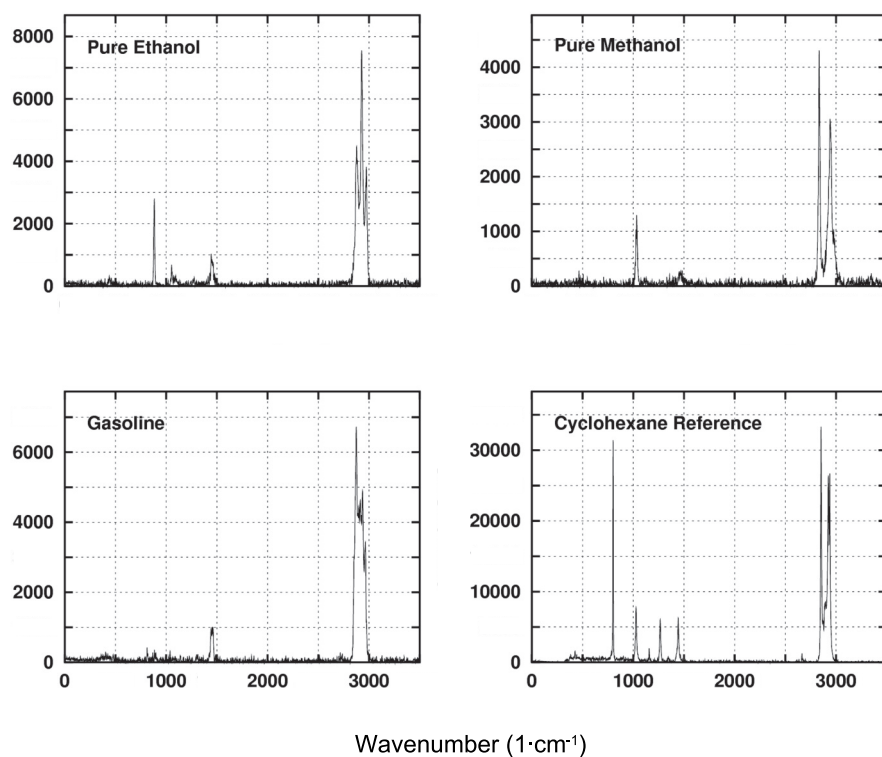 Pure Ethanol
8000
6000
4000
2000
0
Pure Methanol
4000
3000
2000
1000
0
Gasoline
6000
4000
2000
0
0 1000 2000 3000
Cyclohexane Reference
30000
20000
10000
0
0 1000 2000 3000
Wavenumber (1·cm⁻¹)